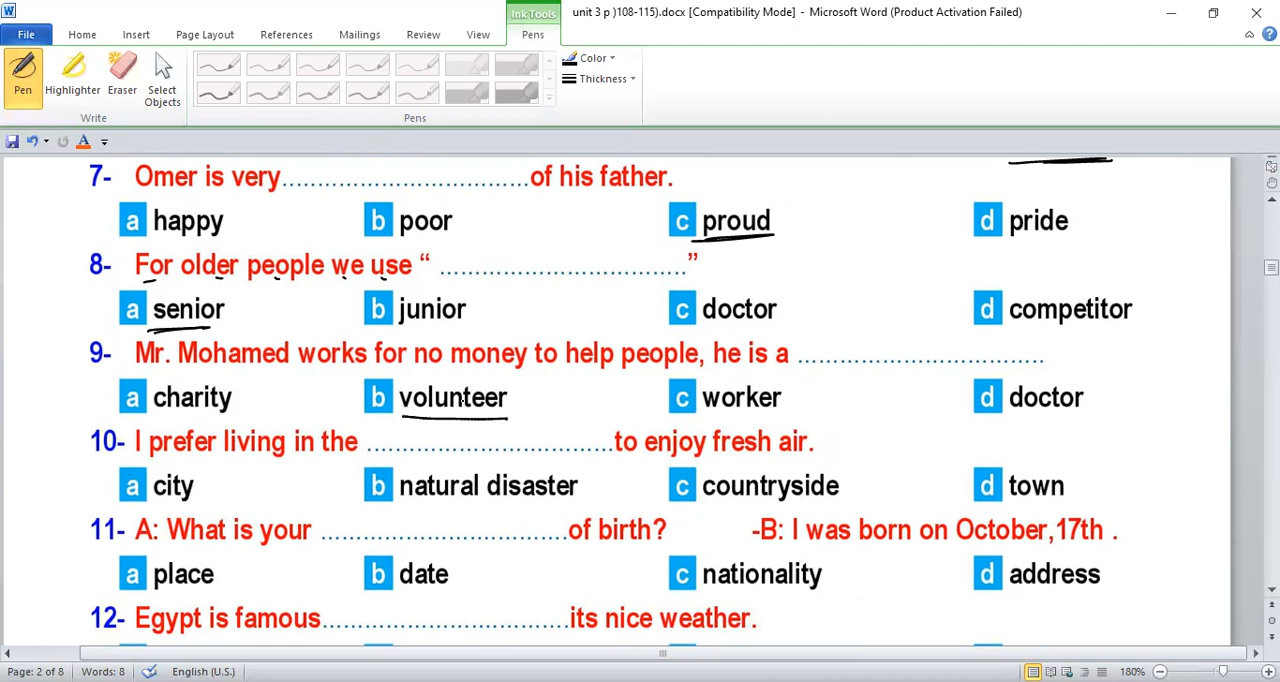 Ink Tools
unit 3 p )108-115).docx [Compatibility Mode] - Microsoft Word (Product Activation Failed)
File Home Insert Page Layout References Mailings Review View Pens
Pen Highlighter Eraser Select Objects
Color
Thickness
Write Pens
7- Omer is very..............................of his father.
a happy b poor c proud d pride
8- For older people we use “ ..............................”
a senior b junior c doctor d competitor
9- Mr. Mohamed works for no money to help people, he is a ..............................
a charity b volunteer c worker d doctor
10- I prefer living in the ..............................to enjoy fresh air.
a city b natural disaster c countryside d town
11- A: What is your ..............................of birth? -B: I was born on October,17th .
a place b date c nationality d address
12- Egypt is famous..............................its nice weather.
Page: 2 of 8 Words: 8 English (U.S.) 180%